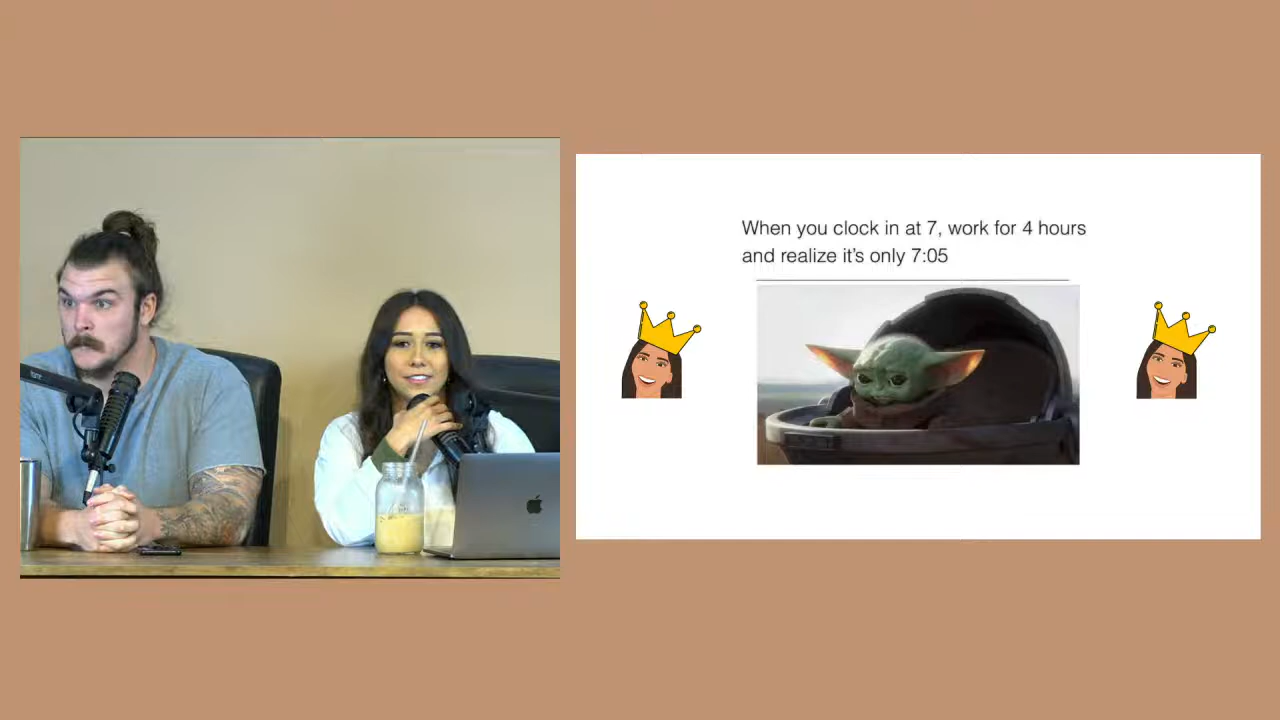 When you clock in at 7, work for 4 hours
and realize it's only 7:05